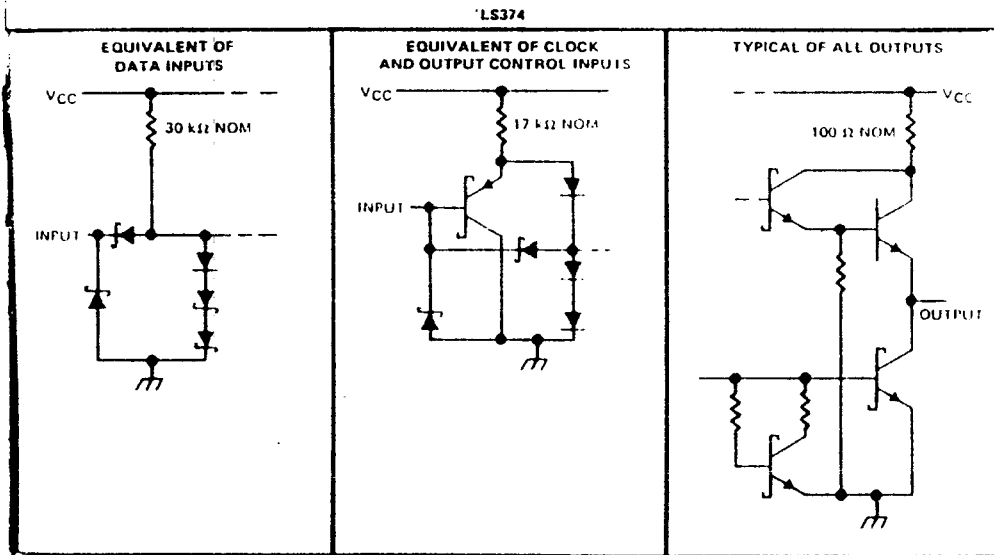 'LS374
EQUIVALENT OF
DATA INPUTS
VCC
30 kΩ NOM
INPUT
EQUIVALENT OF CLOCK
AND OUTPUT CONTROL INPUTS
VCC
17 kΩ NOM
INPUT
TYPICAL OF ALL OUTPUTS
VCC
100 Ω NOM
OUTPUT